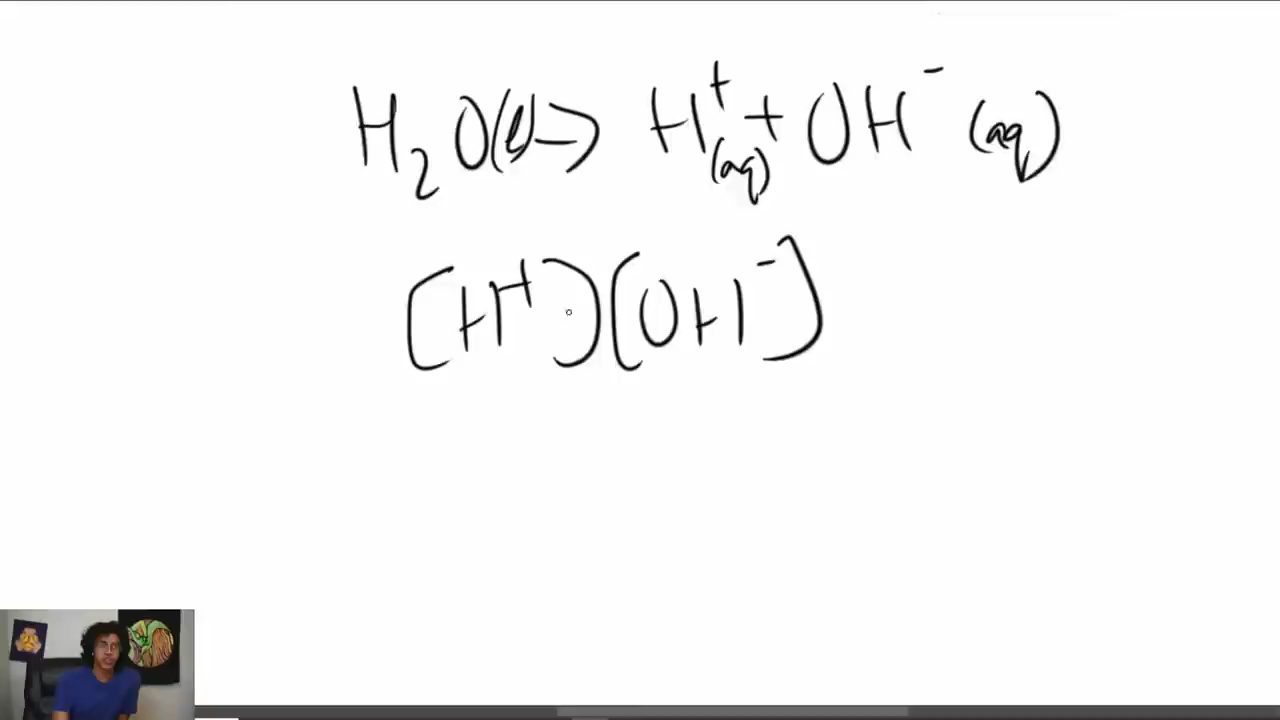 H₂O(l) → H⁺(aq) + OH⁻(aq)
[H⁺][OH⁻]